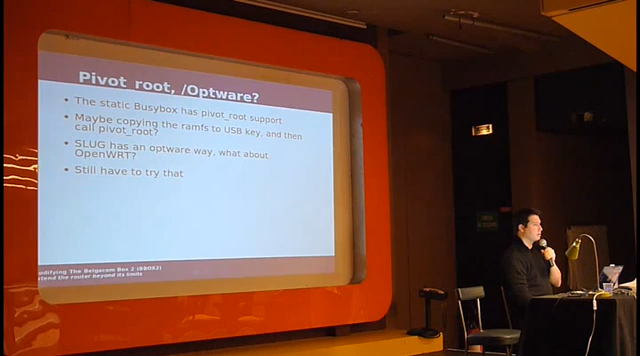 Pivot root, /Optware?
• The static Busybox has pivot_root support
• Maybe copying the ramfs to USB key, and then
call pivot_root?
• SLUG has an optware way, what about
OpenWRT?
• Still have to try that
odifying The Belgacom Box 2 (BBOX2)
xtend the router beyond its limits